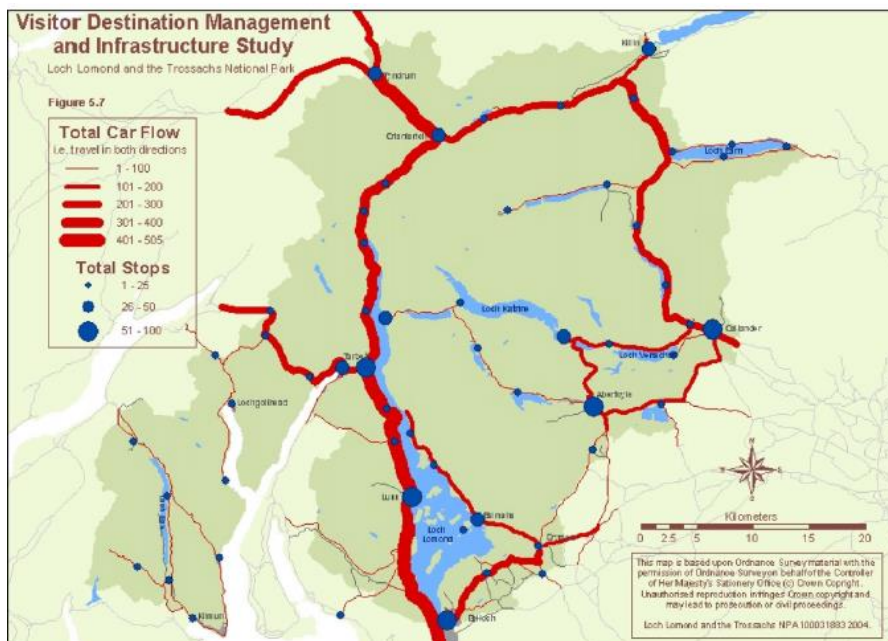 Visitor Destination Management
and Infrastructure Study
Loch Lomond and the Trossachs National Park
Figure 5.7
Total Car Flow
i.e. travel in both directions
1 - 100
101 - 200
201 - 300
301 - 400
401 - 505
Total Stops
1 - 25
26 - 50
51 - 100
Killin
Tyndrum
Crianlarich
Loch Earn
Loch Katrine
Callander
Loch Venachar
Tarbet
Aberfoyle
Lochgoilhead
Luss
Balmaha
Loch
Lomond
Drymen
Balloch
Kilmun
N
Kilometers
0 2.5 5 10 15 20
This map is based upon Ordnance Survey material with the
permission of Ordnance Survey on behalf of the Controller
of Her Majesty's Stationery Office (c) Crown Copright.
Unauthorised reproduction infringes Crown copyright and
may lead to prosecution or civil proceedings.
Loch Lomond and the Trossachs NPA 100031883 2004.